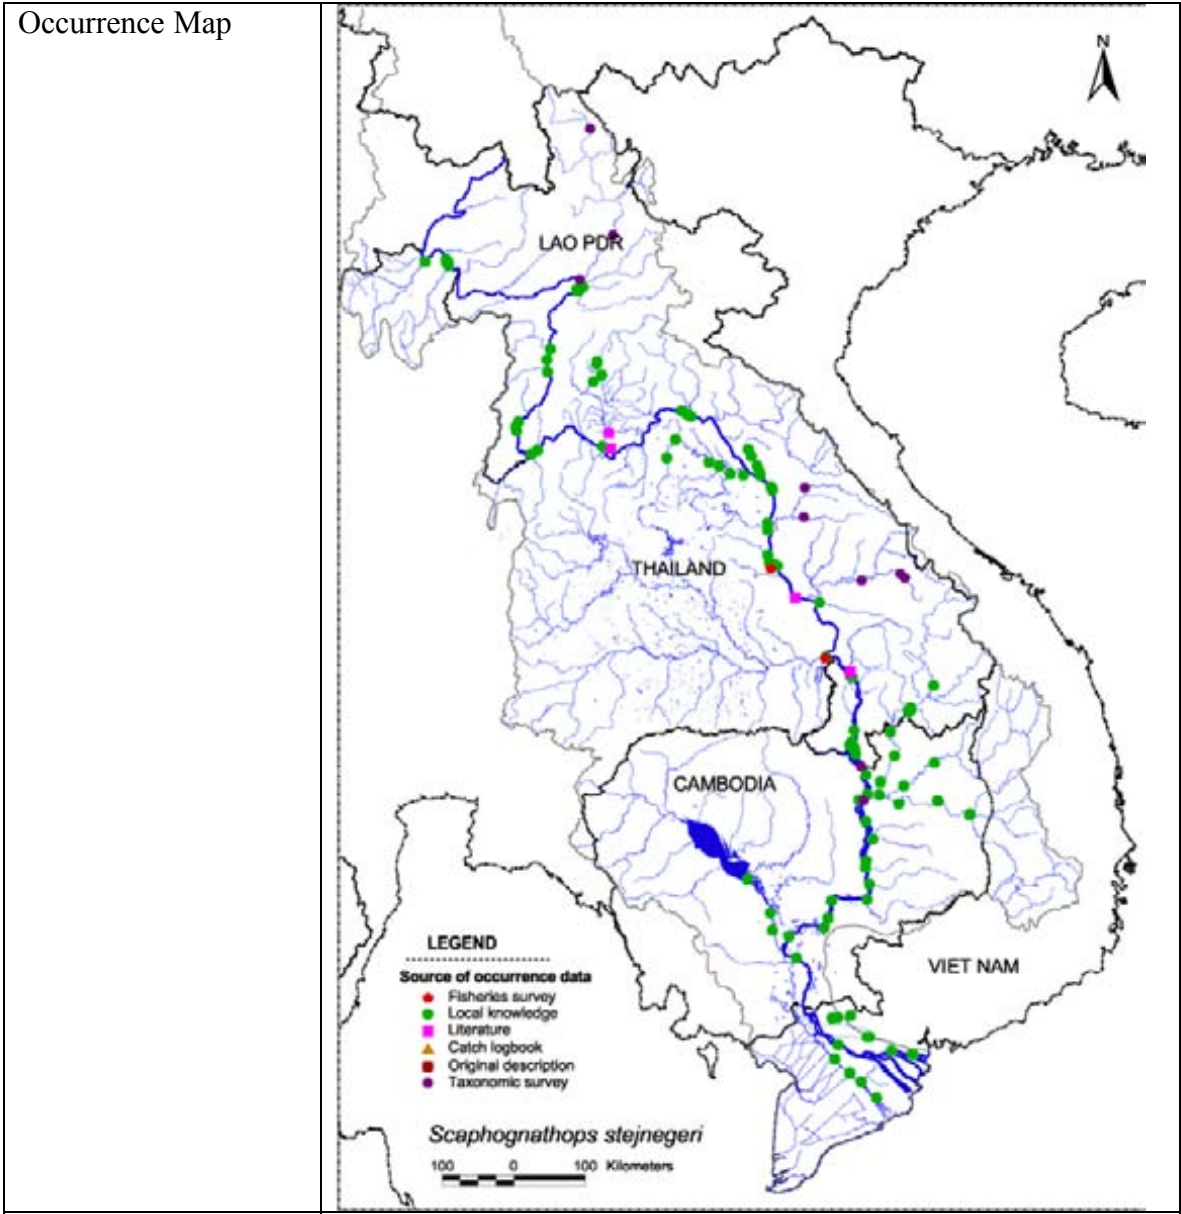 Occurrence Map
N
LAO PDR
THAILAND
CAMBODIA
VIET NAM
LEGEND
Source of occurrence data
Fisheries survey
Local knowledge
Literature
Catch logbook
Original description
Taxonomic survey
Scaphognathops stejnegeri
100 0 100 Kilometers